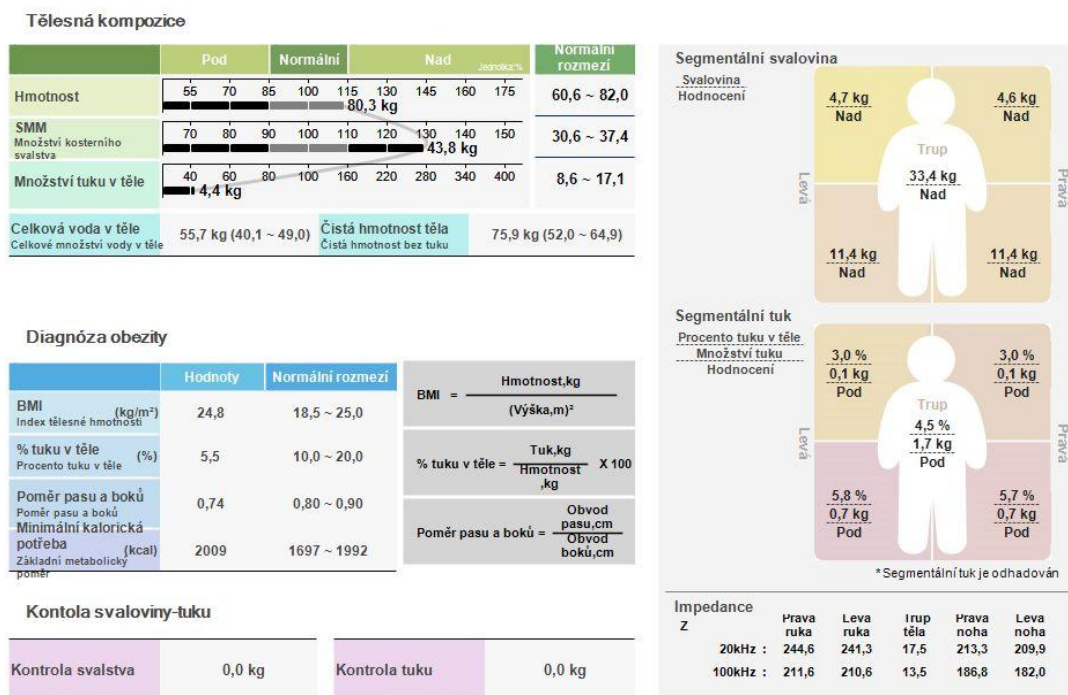 Tělesná kompozice
Pod Normální Nad Jednotka:% Normální rozmezí
Hmotnost 55 70 85 100 115 130 145 160 175 60,6 ~ 82,0
80,3 kg
SMM 70 80 90 100 110 120 130 140 150 30,6 ~ 37,4
Množství kosterního svalstva 43,8 kg
Množství tuku v těle 40 60 80 100 160 220 280 340 400 8,6 ~ 17,1
4,4 kg
Celková voda v těle 55,7 kg (40,1 ~ 49,0) Čistá hmotnost těla 75,9 kg (52,0 ~ 64,9)
Celkové množství vody v těle Čistá hmotnost bez tuku
Diagnóza obezity
Hodnoty Normální rozmezí
BMI (kg/m²) 24,8 18,5 ~ 25,0
Index tělesné hmotnosti
% tuku v těle (%) 5,5 10,0 ~ 20,0
Procento tuku v těle
Poměr pasu a boků 0,74 0,80 ~ 0,90
Poměr pasu a boků
Minimální kalorická potřeba (kcal) 2009 1697 ~ 1992
Základní metabolický poměr
BMI = Hmotnost,kg
(Výška,m)²
% tuku v těle = Tuk,kg X 100
Hmotnost ,kg
Poměr pasu a boků = Obvod pasu,cm
Obvod boků,cm
Kontola svaloviny-tuku
Kontrola svalstva 0,0 kg Kontrola tuku 0,0 kg
Segmentální svalovina
Svalovina
Hodnocení
4,7 kg 4,6 kg
Nad Nad
Trup
33,4 kg
Nad
Levá Prava
11,4 kg 11,4 kg
Nad Nad
Segmentální tuk
Procento tuku v těle
Množství tuku
Hodnocení
3,0 % 3,0 %
0,1 kg 0,1 kg
Pod Pod
Trup
4,5 %
1,7 kg
Pod
Levá Prava
5,8 % 5,7 %
0,7 kg 0,7 kg
Pod Pod
* Segmentální tuk je odhadován
Impedance
Z Prava ruka Leva ruka Trup těla Prava noha Leva noha
20kHz : 244,6 241,3 17,5 213,3 209,9
100kHz : 211,6 210,6 13,5 186,8 182,0